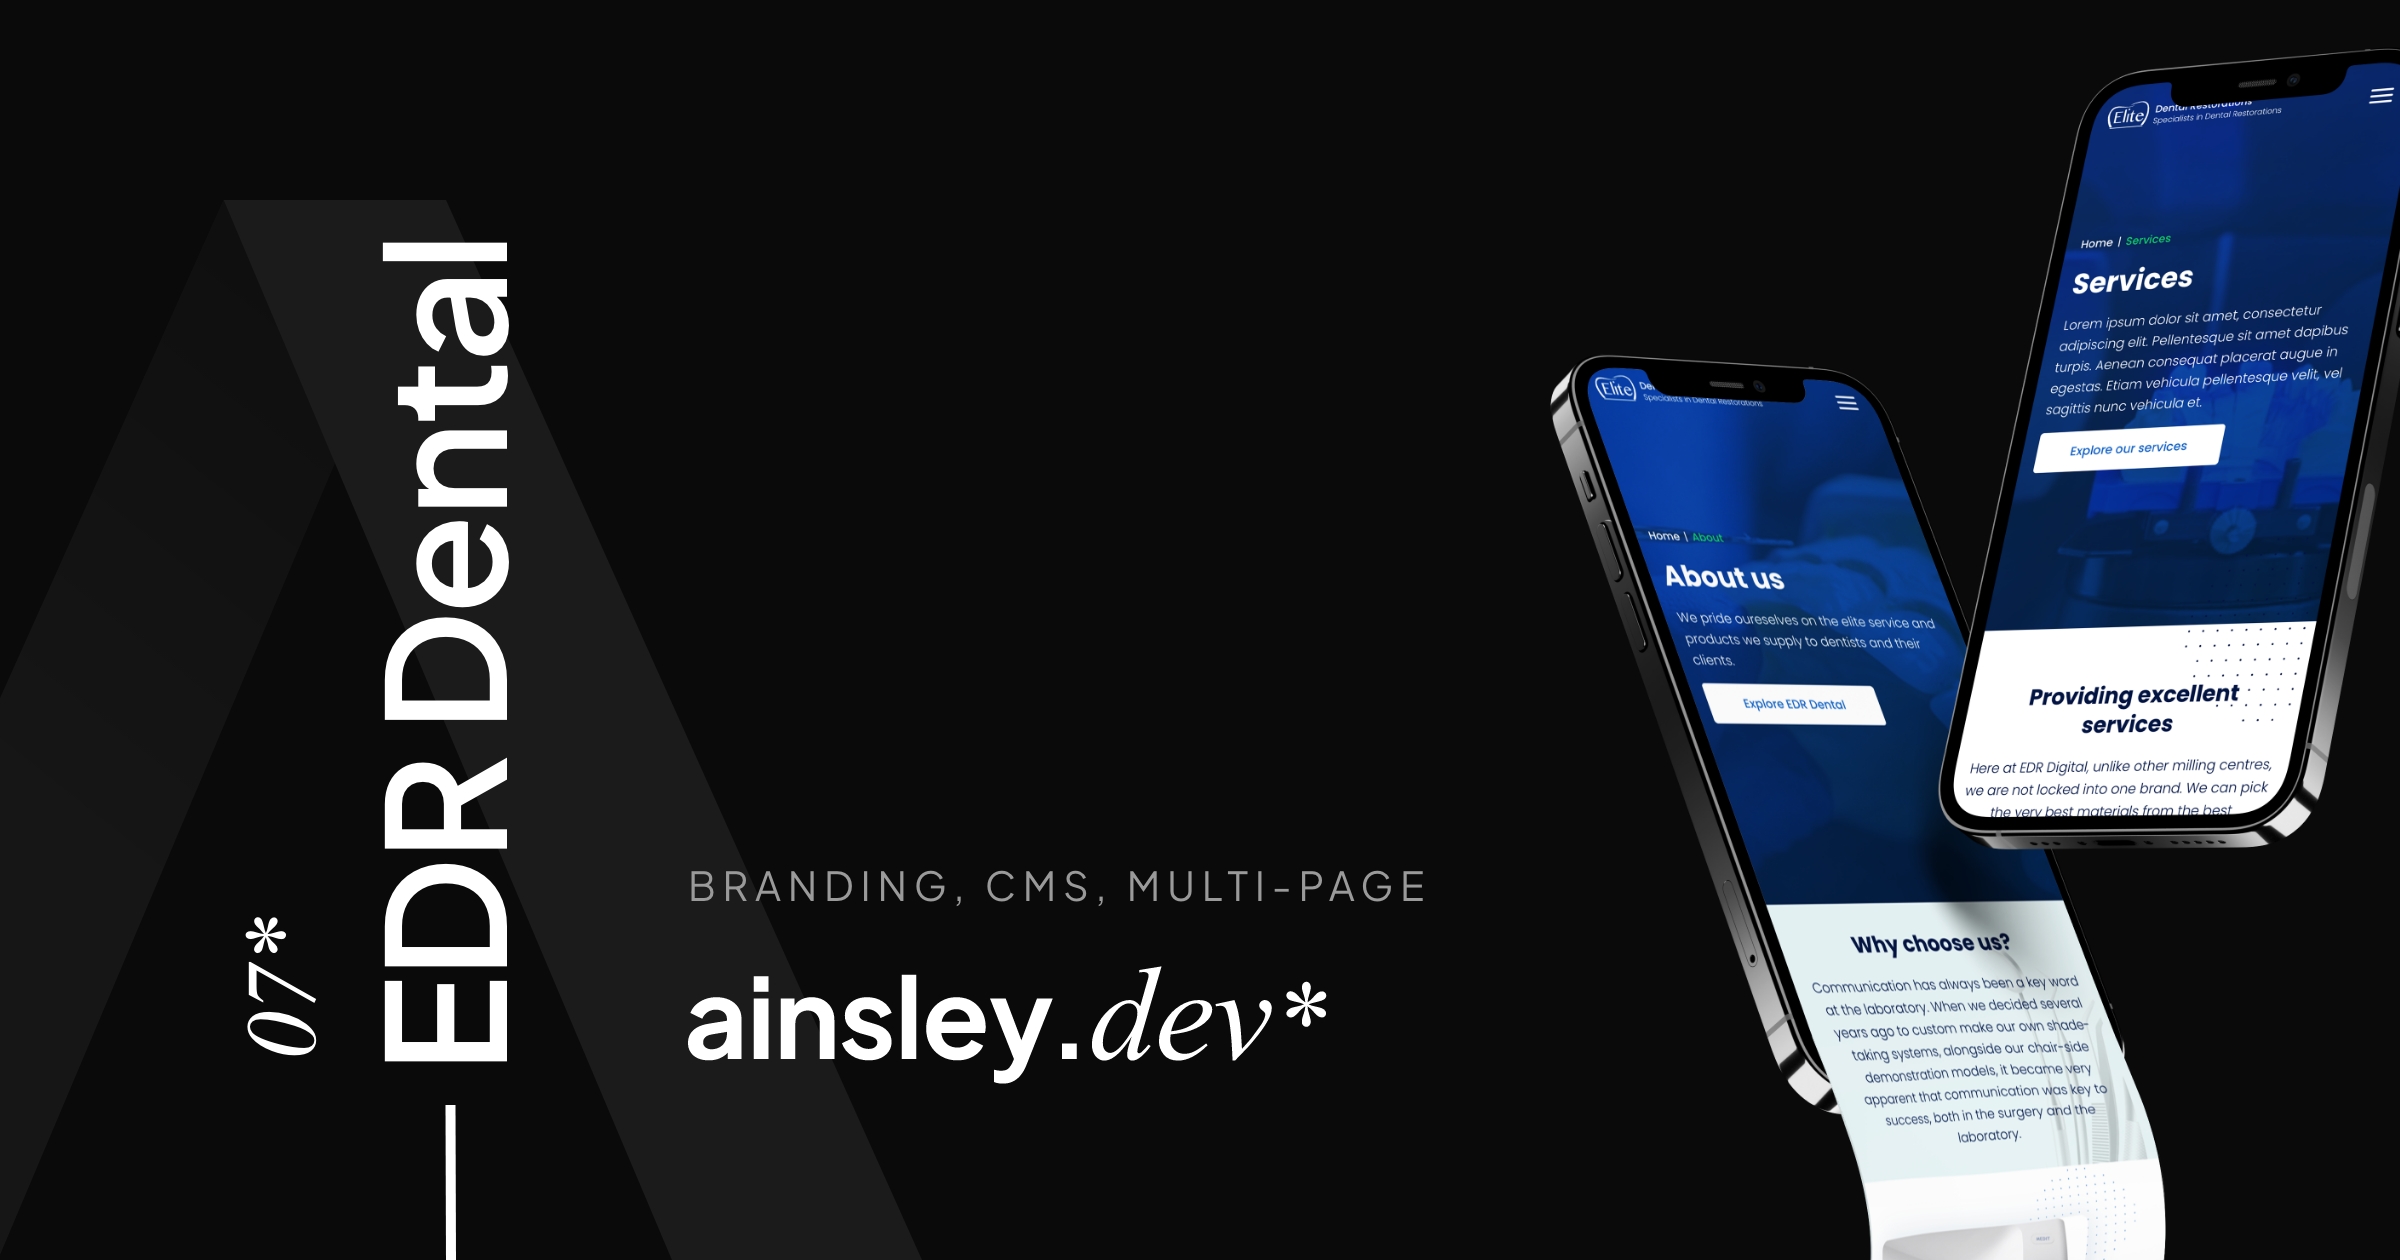 07*
EDR Dental
BRANDING, CMS, MULTI-PAGE
ainsley.dev*
Elite
Specialists in Dental Restorations
Home | About
About us
We pride oureselves on the elite service and
products we supply to dentists and their
clients.
Explore EDR Dental
Why choose us?
Communication has always been a key word
at the laboratory. When we decided several
years ago to custom make our own shade-
taking systems, alongside our chair-side
demonstration models, it became very
apparent that communication was key to
success, both in the surgery and the
laboratory.
Elite
Dental Restorations
Specialists in Dental Restorations
Home | Services
Services
Lorem ipsum dolor sit amet, consectetur
adipiscing elit. Pellentesque sit amet dapibus
turpis. Aenean consequat placerat augue in
egestas. Etiam vehicula pellentesque velit, vel
sagittis nunc vehicula et.
Explore our services
Providing excellent
services
Here at EDR Digital, unlike other milling centres,
we are not locked into one brand. We can pick
the very best materials from the best